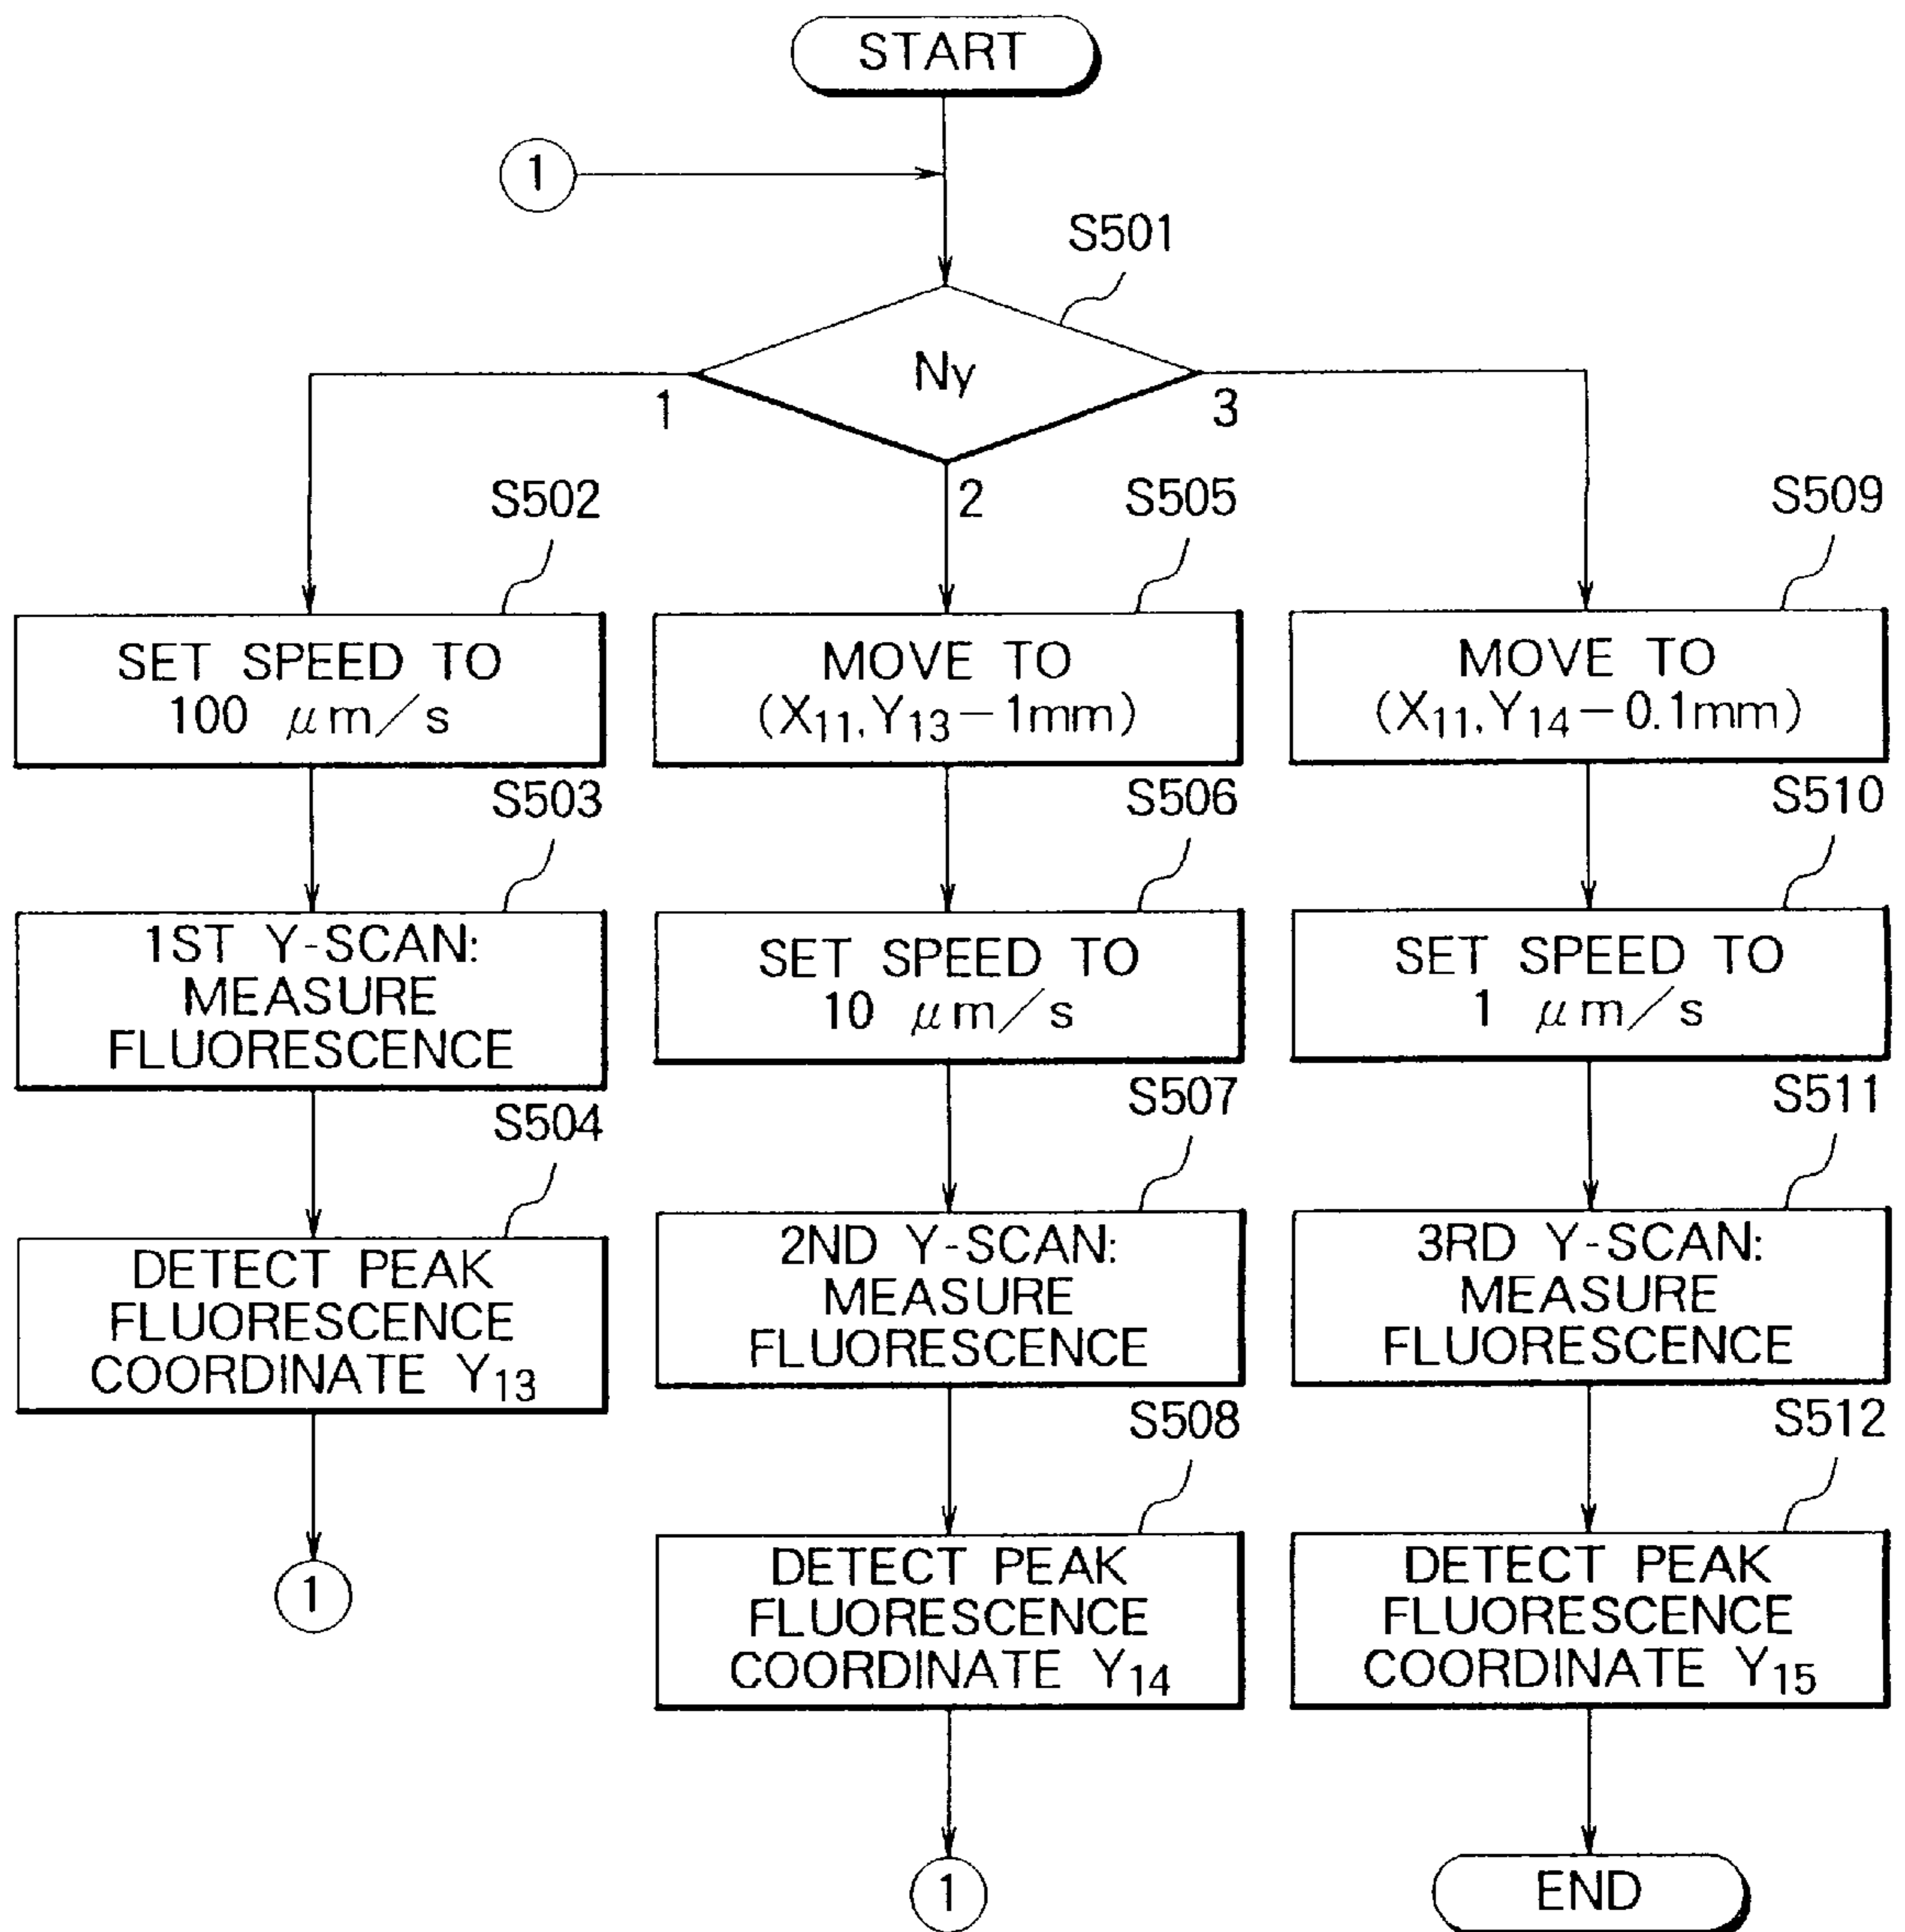 START
1
S501
Ny
1
2
3
S502
SET SPEED TO
100 μm/s
S503
1ST Y-SCAN:
MEASURE
FLUORESCENCE
S504
DETECT PEAK
FLUORESCENCE
COORDINATE Y13
1
S505
MOVE TO
(X11,Y13-1mm)
S506
SET SPEED TO
10 μm/s
S507
2ND Y-SCAN:
MEASURE
FLUORESCENCE
S508
DETECT PEAK
FLUORESCENCE
COORDINATE Y14
1
S509
MOVE TO
(X11,Y14-0.1mm)
S510
SET SPEED TO
1 μm/s
S511
3RD Y-SCAN:
MEASURE
FLUORESCENCE
S512
DETECT PEAK
FLUORESCENCE
COORDINATE Y15
END